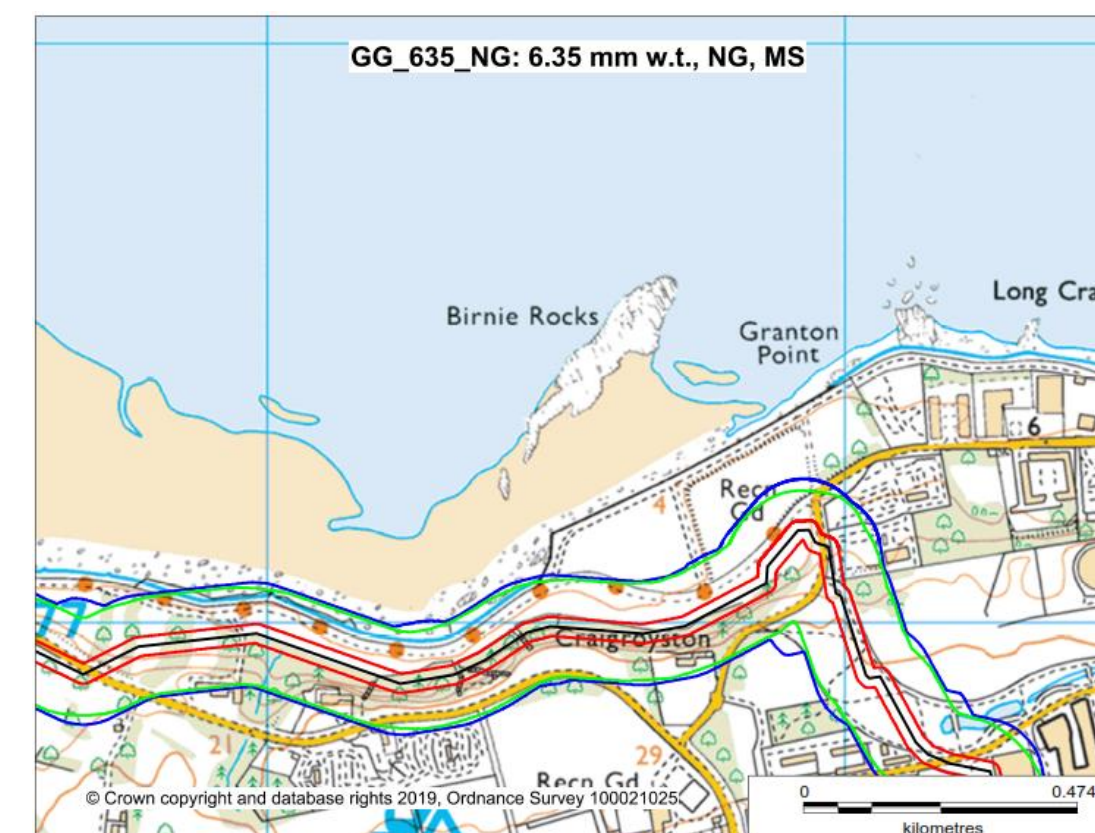 GG_635_NG: 6.35 mm w.t., NG, MS
Long Cra
Birnie Rocks
Granton
Point
6
Recn
Gd
4
77
Craigroyston
21
29
Recn Gd
© Crown copyright and database rights 2019, Ordnance Survey 100021025
0 0.474
kilometres